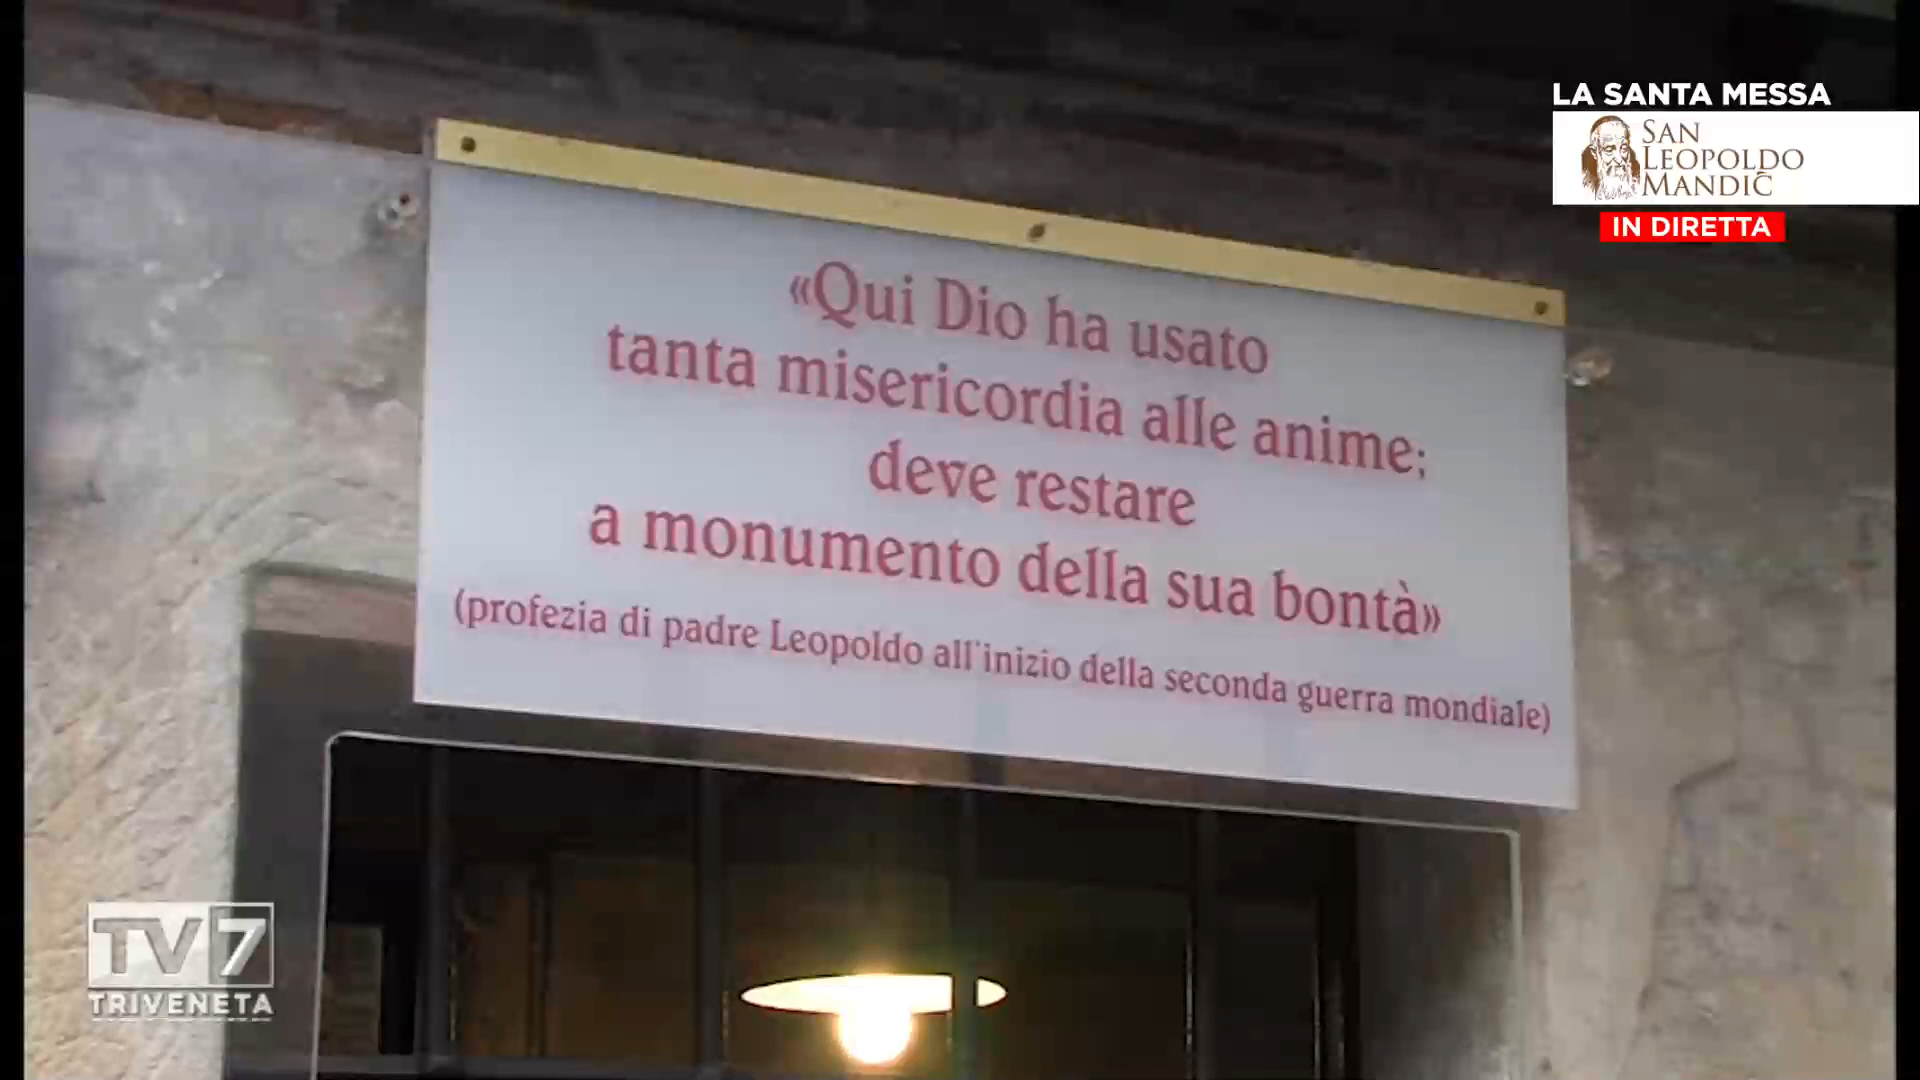 LA SANTA MESSA
SAN
LEOPOLDO
MANDIĆ
IN DIRETTA
«Qui Dio ha usato
tanta misericordia alle anime;
deve restare
a monumento della sua bontà»
(profezia di padre Leopoldo all'inizio della seconda guerra mondiale)
TV7
TRIVENETA